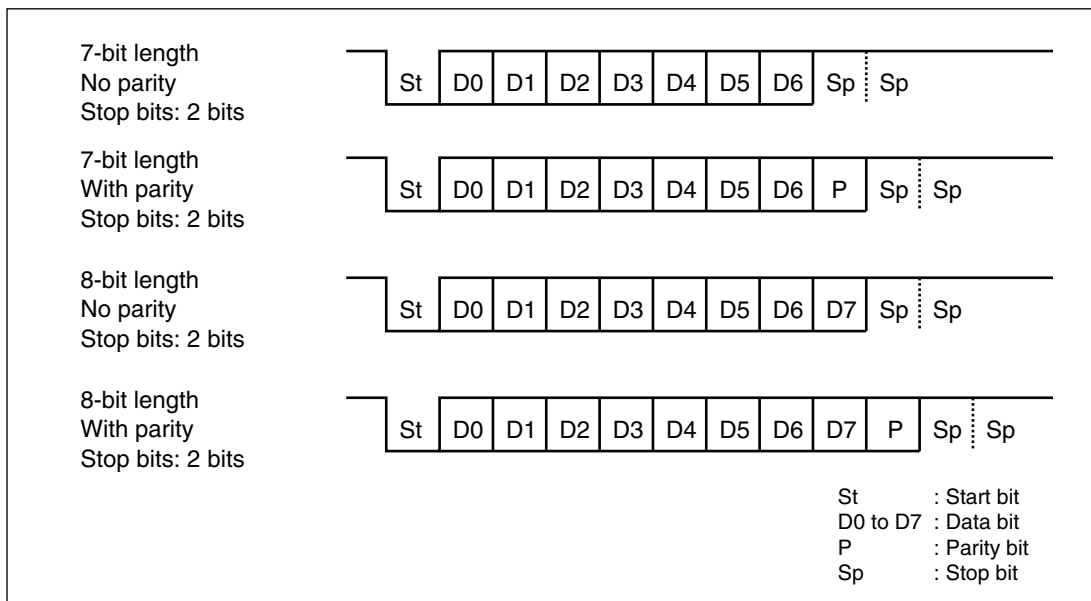 7-bit length
No parity
Stop bits: 2 bits
St D0 D1 D2 D3 D4 D5 D6 Sp Sp
7-bit length
With parity
Stop bits: 2 bits
St D0 D1 D2 D3 D4 D5 D6 P Sp Sp
8-bit length
No parity
Stop bits: 2 bits
St D0 D1 D2 D3 D4 D5 D6 D7 Sp Sp
8-bit length
With parity
Stop bits: 2 bits
St D0 D1 D2 D3 D4 D5 D6 D7 P Sp Sp
St : Start bit
D0 to D7 : Data bit
P : Parity bit
Sp : Stop bit